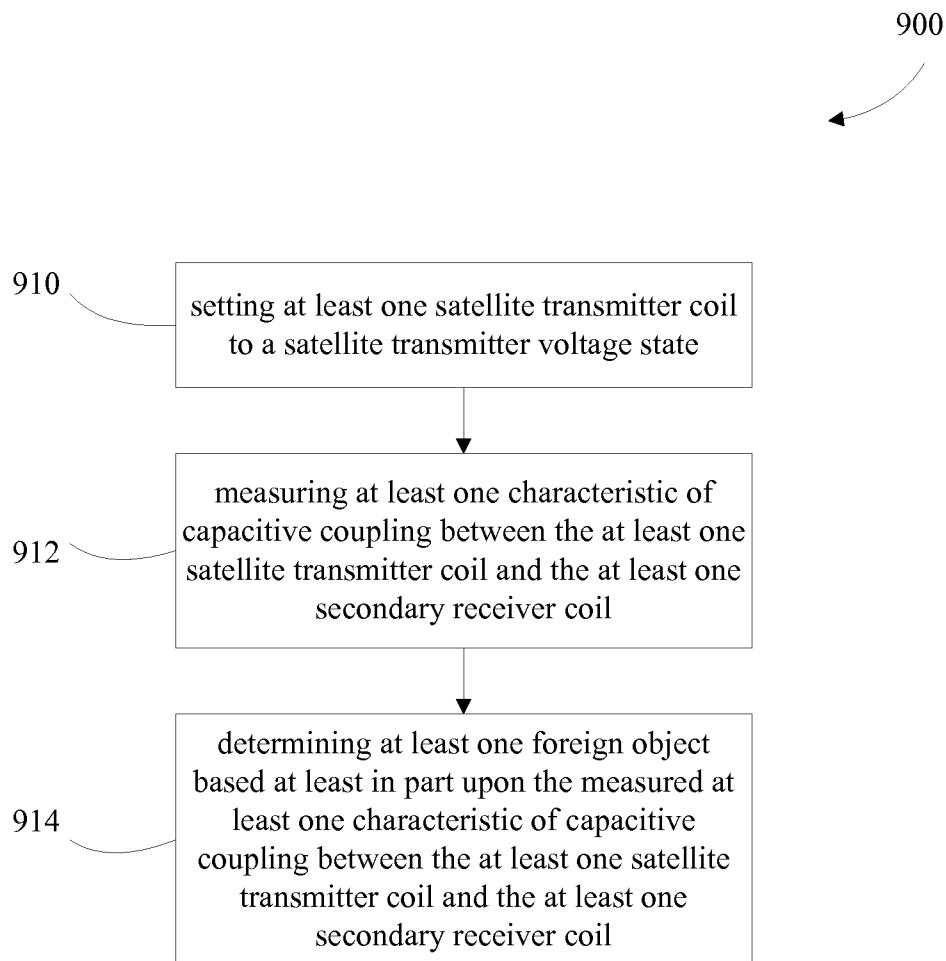 900
910
setting at least one satellite transmitter coil
to a satellite transmitter voltage state
912
measuring at least one characteristic of
capacitive coupling between the at least one
satellite transmitter coil and the at least one
secondary receiver coil
914
determining at least one foreign object
based at least in part upon the measured at
least one characteristic of capacitive
coupling between the at least one satellite
transmitter coil and the at least one
secondary receiver coil